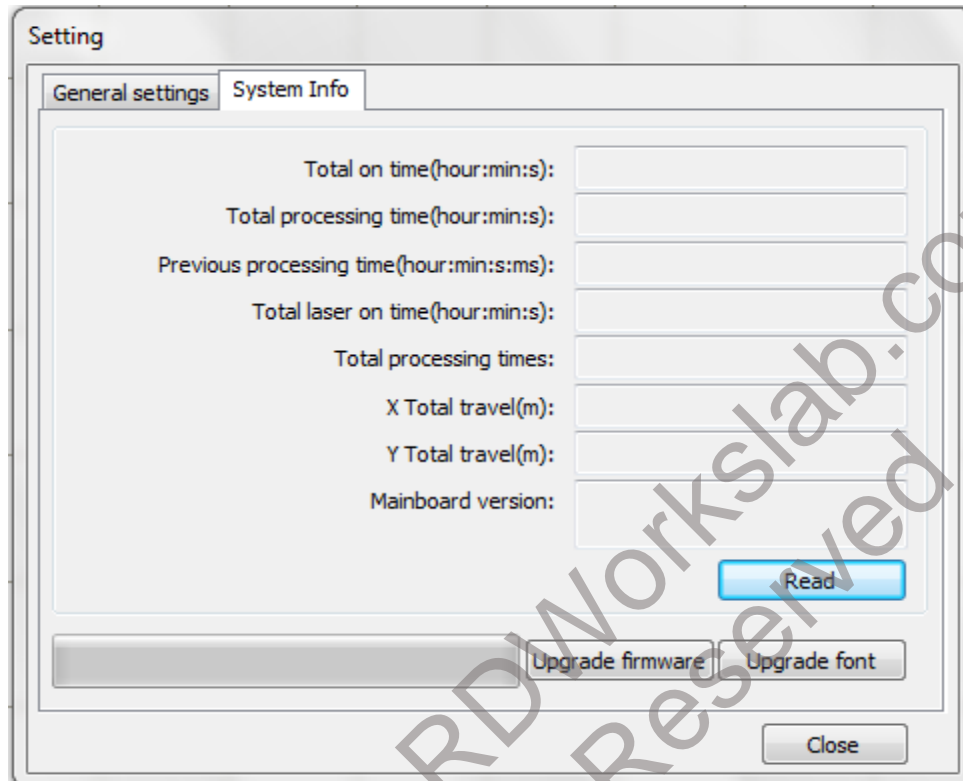 Setting
General settings System Info
Total on time(hour:min:s):
Total processing time(hour:min:s):
Previous processing time(hour:min:s:ms):
Total laser on time(hour:min:s):
Total processing times:
X Total travel(m):
Y Total travel(m):
Mainboard version:
Read
Upgrade firmware Upgrade font
Close
RDWorkslab.co
Reserved